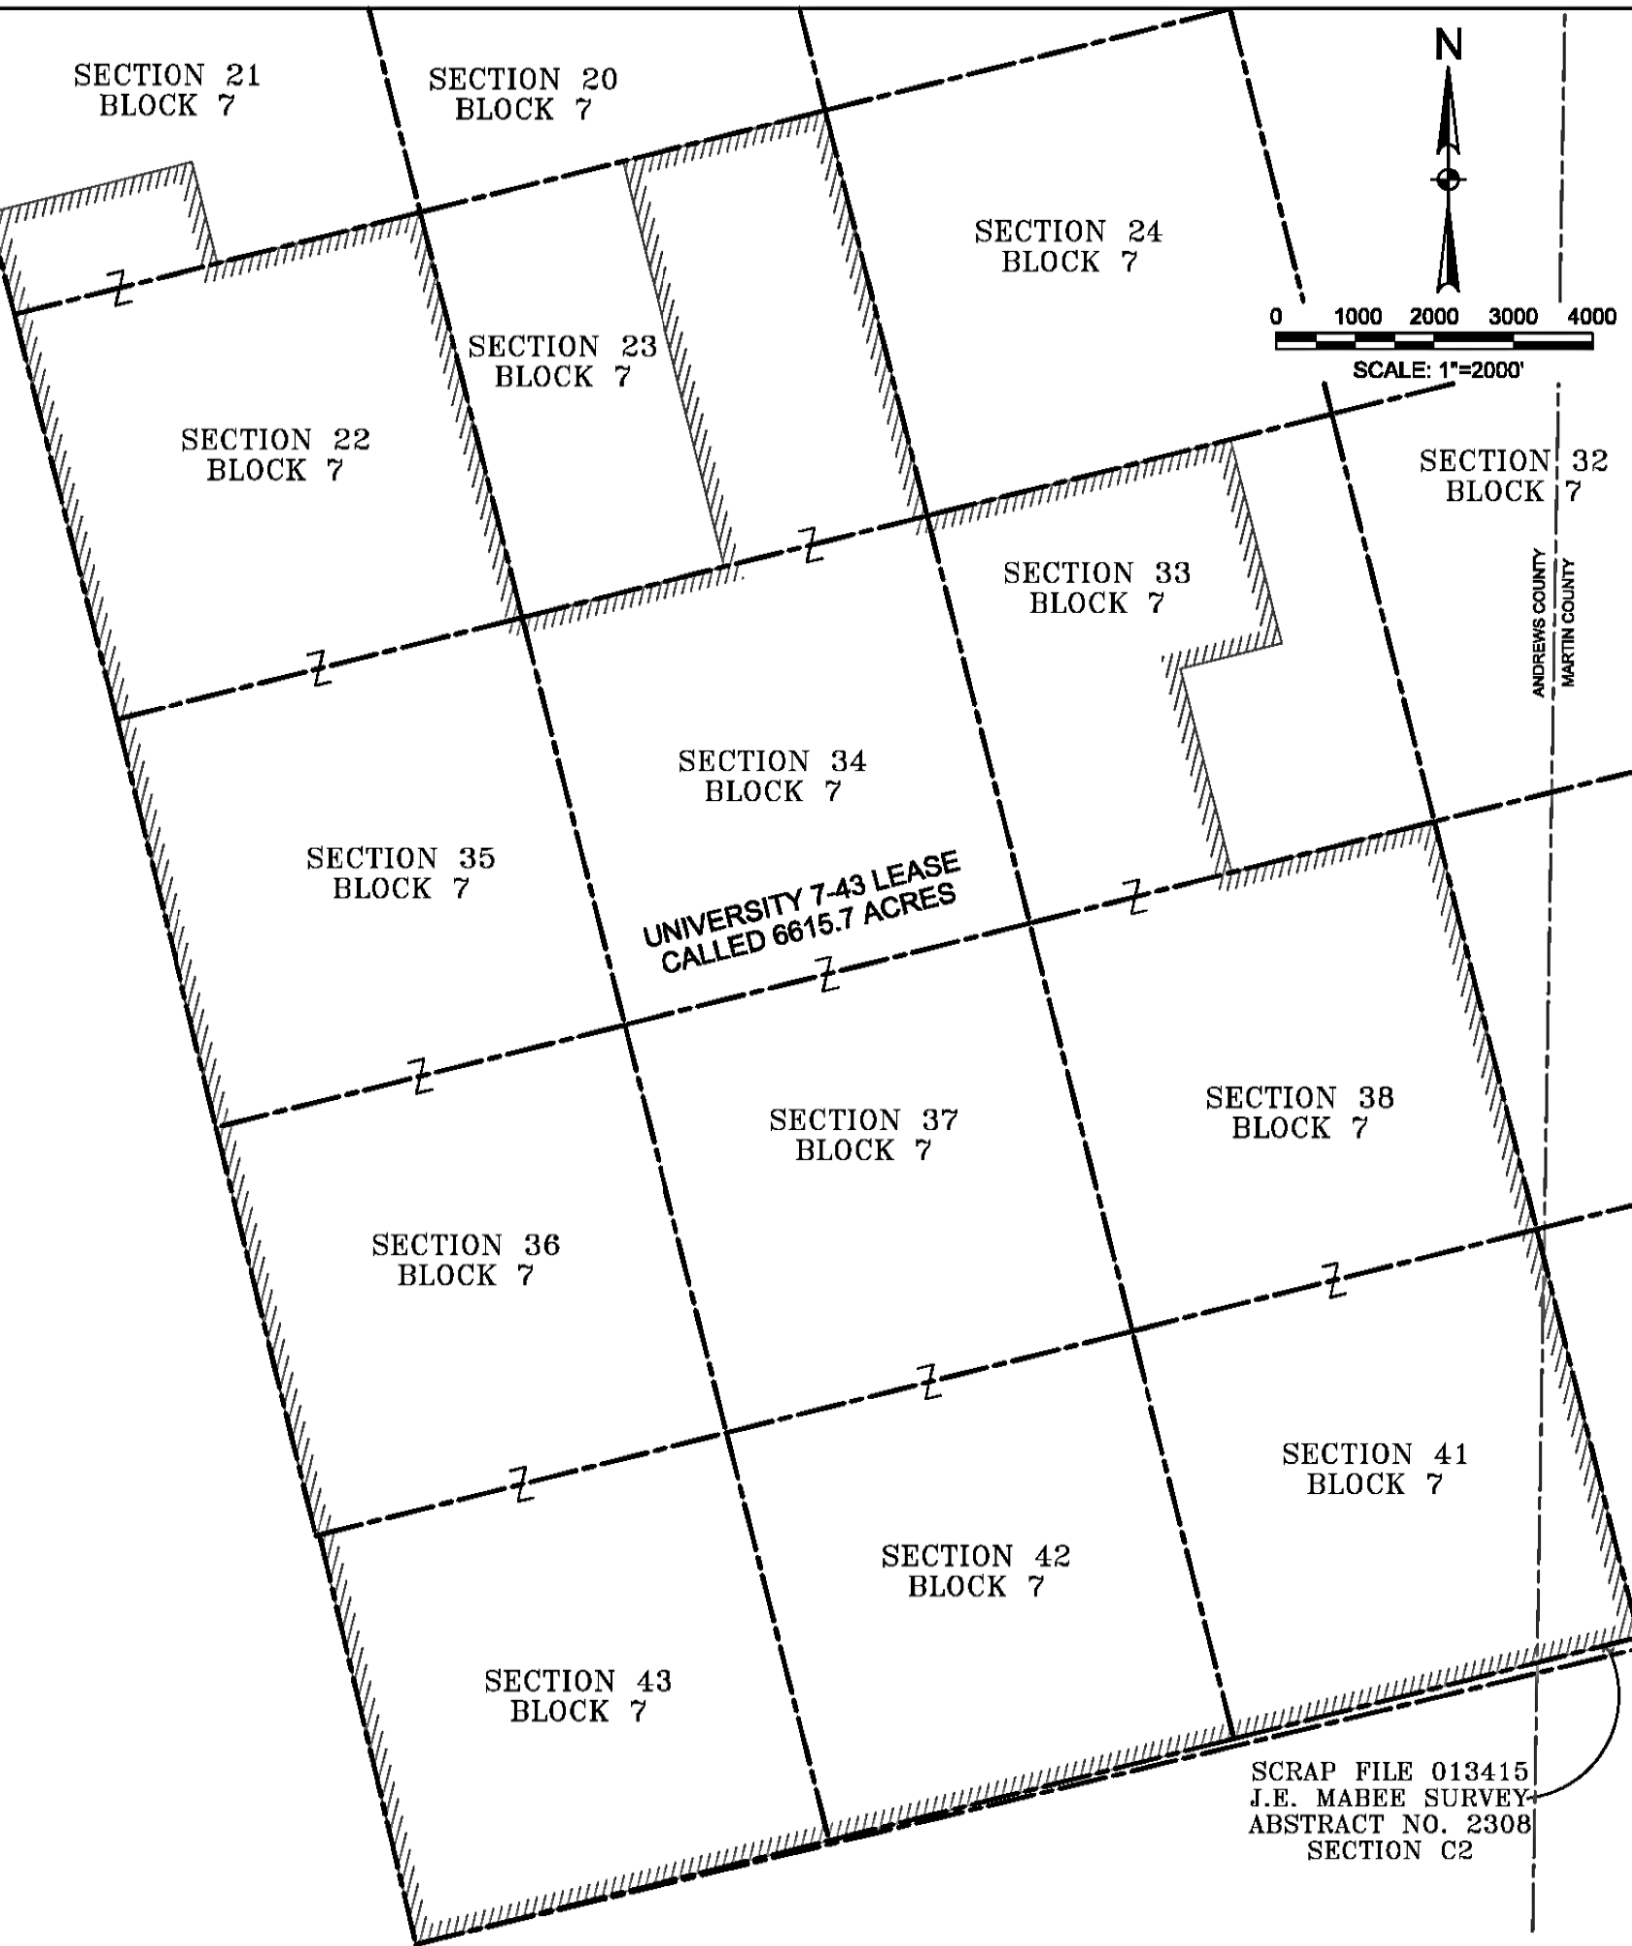 SECTION 21
BLOCK 7
SECTION 20
BLOCK 7
N
SECTION 24
BLOCK 7
0 1000 2000 3000 4000
SCALE: 1"=2000'
SECTION 23
BLOCK 7
SECTION 22
BLOCK 7
SECTION 32
BLOCK 7
SECTION 33
BLOCK 7
ANDREWS COUNTY
MARTIN COUNTY
SECTION 34
BLOCK 7
SECTION 35
BLOCK 7
UNIVERSITY 7-43 LEASE
CALLED 6615.7 ACRES
SECTION 38
BLOCK 7
SECTION 37
BLOCK 7
SECTION 36
BLOCK 7
SECTION 41
BLOCK 7
SECTION 42
BLOCK 7
SECTION 43
BLOCK 7
SCRAP FILE 013415
J.E. MABEE SURVEY
ABSTRACT NO. 2308
SECTION C2